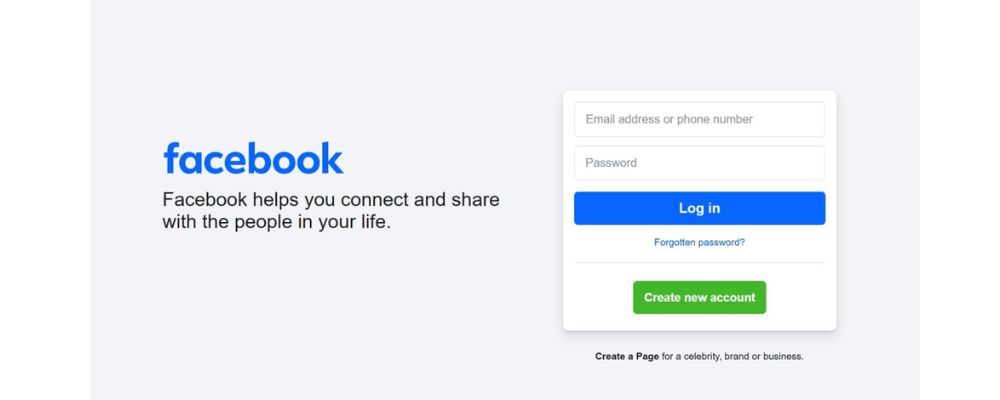 facebook
Facebook helps you connect and share
with the people in your life.
Email address or phone number
Password
Log in
Forgotten password?
Create new account
Create a Page for a celebrity, brand or business.